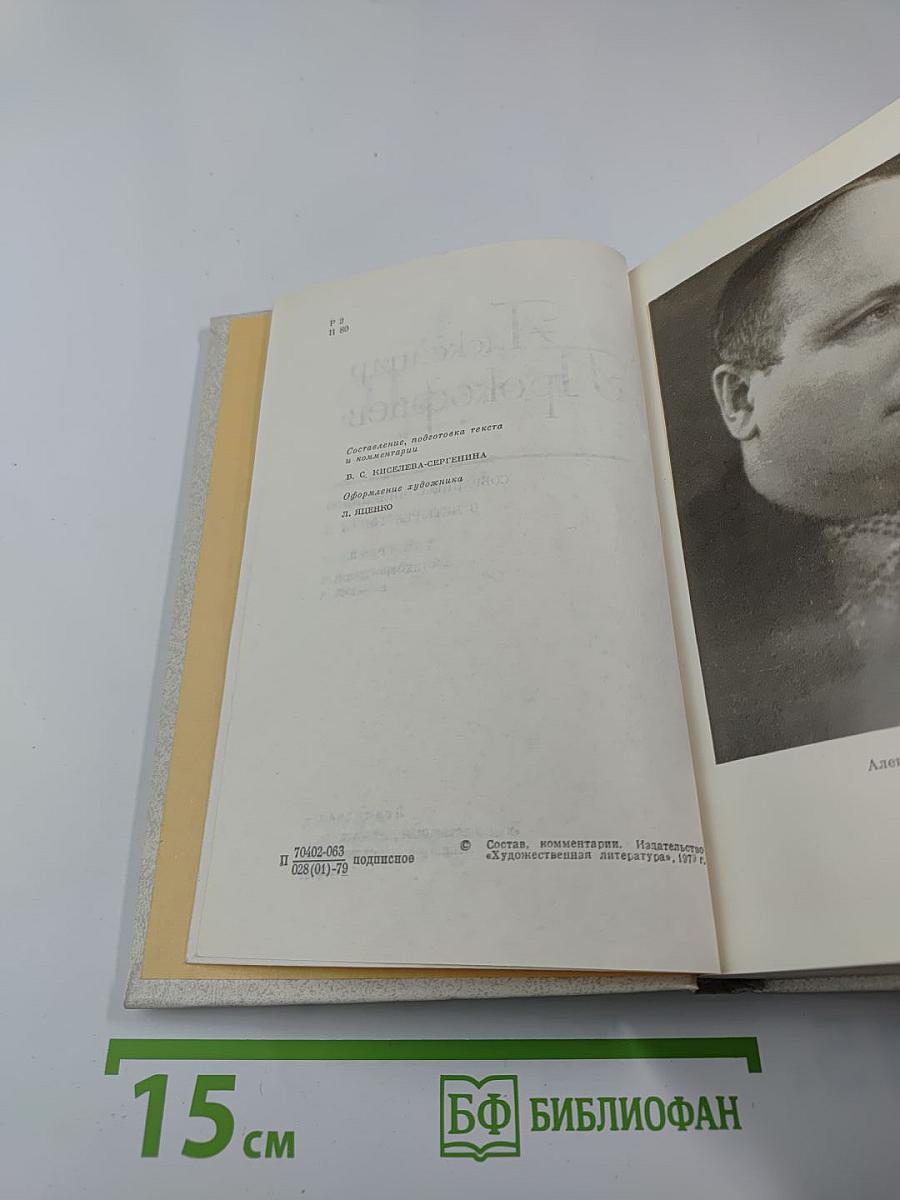 Р 2
П 80
Составление, подготовка текста
и комментарии
В. С. КИСЕЛЕВА-СЕРГЕНИНА
Оформление художника
Л. ЯЦЕНКО
П 70402-063
028(01)-79 подписное
© Состав, комментарии. Издательство
«Художественная литература», 1979 г.
15 см
БФ БИБЛИОФАН